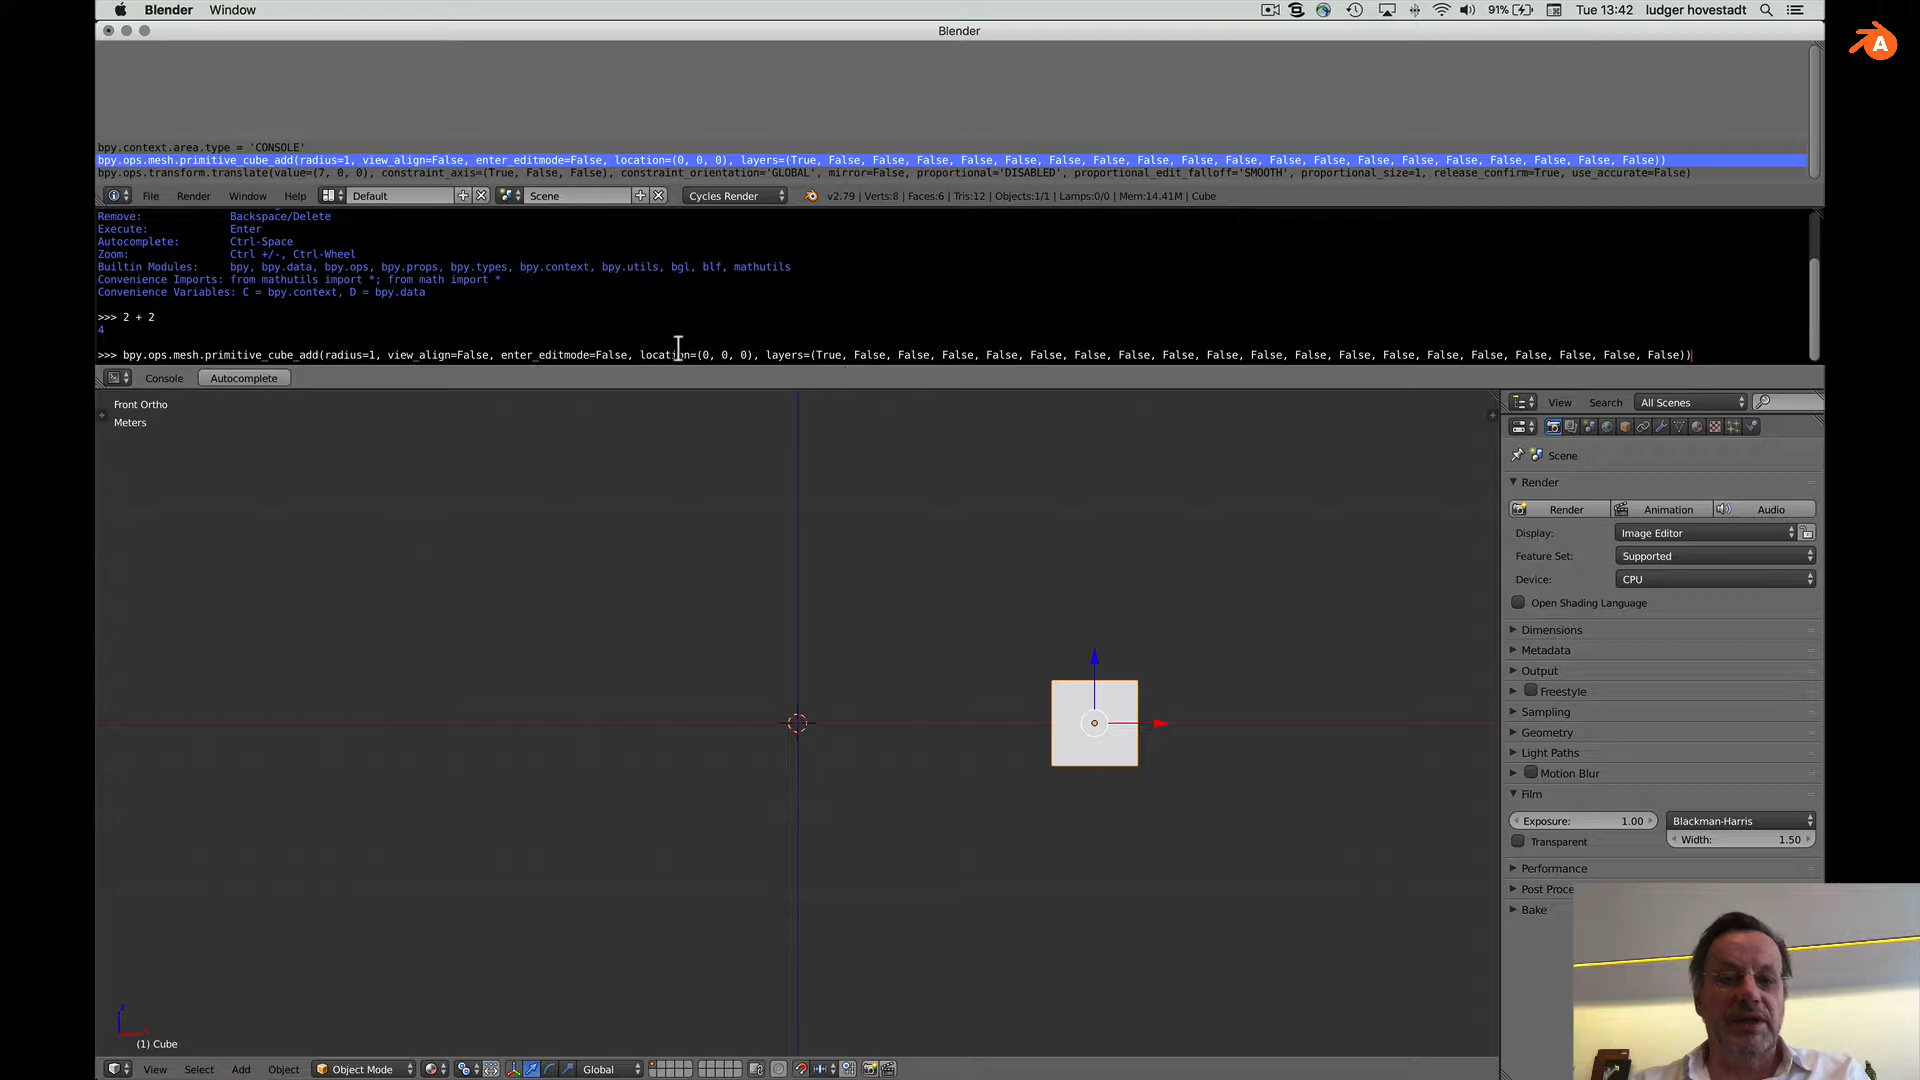 Blender Window 91% Tue 13:42 ludger hovestadt
Blender
A
bpy.context.area.type = 'CONSOLE'
bpy.ops.mesh.primitive_cube_add(radius=1, view_align=False, enter_editmode=False, location=(0, 0, 0), layers=(True, False, False, False, False, False, False, False, False, False, False, False, False, False, False, False, False, False, False, False))
bpy.ops.transform.translate(value=(7, 0, 0), constraint_axis=(True, False, False), constraint_orientation='GLOBAL', mirror=False, proportional='DISABLED', proportional_edit_falloff='SMOOTH', proportional_size=1, release_confirm=True, use_accurate=False)
File Render Window Help Default Scene Cycles Render v2.79 | Verts:8 | Faces:6 | Tris:12 | Objects:1/1 | Lamps:0/0 | Mem:14.41M | Cube
Remove: Backspace/Delete
Execute: Enter
Autocomplete: Ctrl-Space
Zoom: Ctrl +/-, Ctrl-Wheel
Builtin Modules: bpy, bpy.data, bpy.ops, bpy.props, bpy.types, bpy.context, bpy.utils, bgl, blf, mathutils
Convenience Imports: from mathutils import *; from math import *
Convenience Variables: C = bpy.context, D = bpy.data
>>> 2 + 2
4
>>> bpy.ops.mesh.primitive_cube_add(radius=1, view_align=False, enter_editmode=False, location=(0, 0, 0), layers=(True, False, False, False, False, False, False, False, False, False, False, False, False, False, False, False, False, False, False, False))
Console Autocomplete
Front Ortho
Meters
View Search All Scenes
Scene
Render
Render Animation Audio
Display: Image Editor
Feature Set: Supported
Device: CPU
Open Shading Language
Dimensions
Metadata
Output
Freestyle
Sampling
Geometry
Light Paths
Motion Blur
Film
Exposure: 1.00 Blackman-Harris
Transparent Width: 1.50
Performance
Post Proce
Bake
z
x
(1) Cube
View Select Add Object Object Mode Global